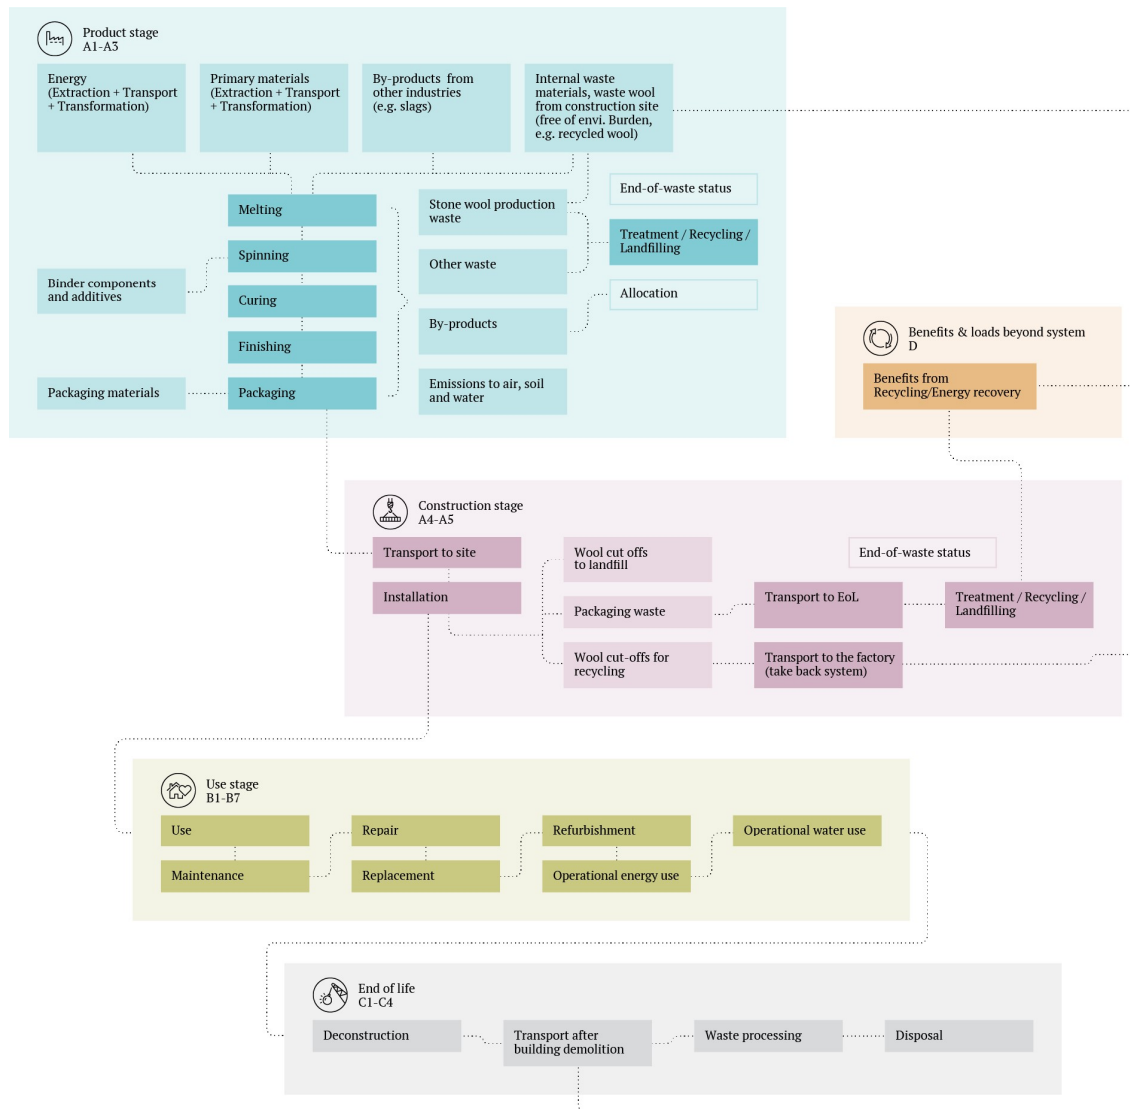 Product stage
A1-A3
Energy
(Extraction + Transport
+ Transformation)
Primary materials
(Extraction + Transport
+ Transformation)
By-products from
other industries
(e.g. slags)
Internal waste
materials, waste wool
from construction site
(free of envi. Burden,
e.g. recycled wool)
Melting
Spinning
Curing
Finishing
Packaging
Binder components
and additives
Packaging materials
Stone wool production
waste
Other waste
By-products
Emissions to air, soil
and water
End-of-waste status
Treatment / Recycling /
Landfilling
Allocation
Benefits & loads beyond system
D
Benefits from
Recycling/Energy recovery
Construction stage
A4-A5
Transport to site
Installation
Wool cut offs
to landfill
Packaging waste
Wool cut-offs for
recycling
End-of-waste status
Transport to EoL
Treatment / Recycling /
Landfilling
Transport to the factory
(take back system)
Use stage
B1-B7
Use
Maintenance
Repair
Replacement
Refurbishment
Operational energy use
Operational water use
End of life
C1-C4
Deconstruction
Transport after
building demolition
Waste processing
Disposal